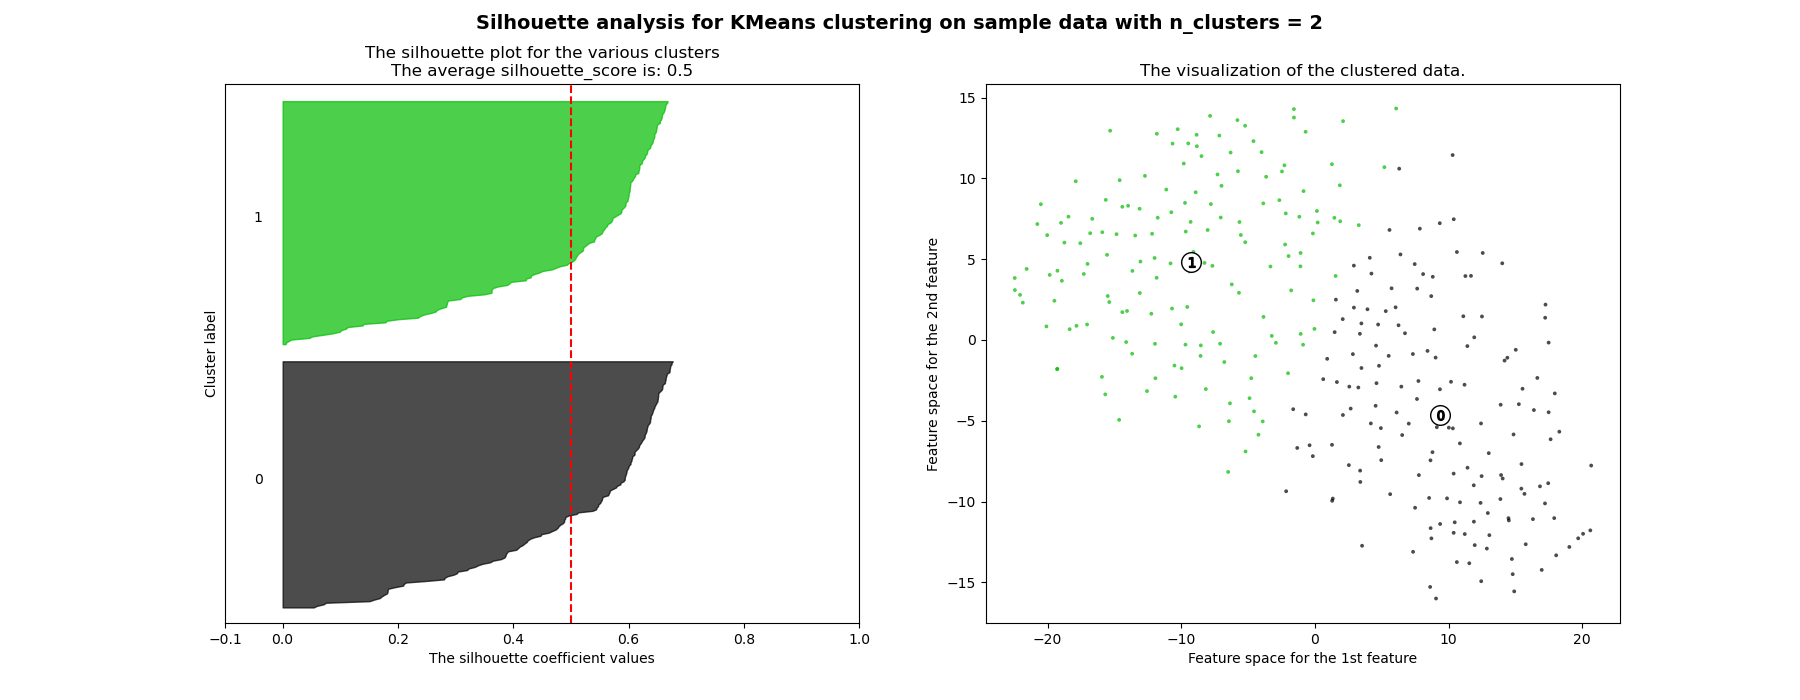 Silhouette analysis for KMeans clustering on sample data with n_clusters = 2
The silhouette plot for the various clusters
The average silhouette_score is: 0.5
Cluster label
1
0
−0.1 0.0 0.2 0.4 0.6 0.8 1.0
The silhouette coefficient values
The visualization of the clustered data.
Feature space for the 2nd feature
15
10
5
0
−5
−10
−15
1
0
−20 −10 0 10 20
Feature space for the 1st feature